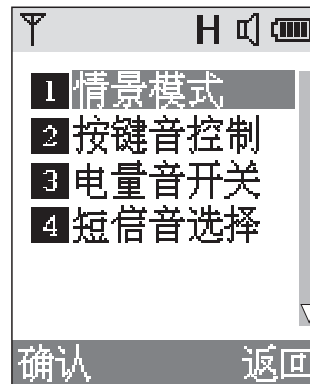 H
1 情景模式
2 按键音控制
3 电量音开关
4 短信音选择
确认 返回